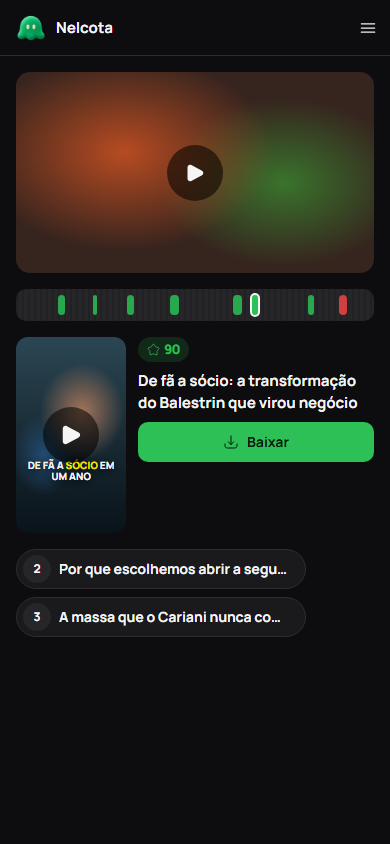 Nelcota
90
De fã a sócio: a transformação
do Balestrin que virou negócio
Baixar
DE FÃ A SÓCIO EM
UM ANO
2 Por que escolhemos abrir a segu...
3 A massa que o Cariani nunca co...